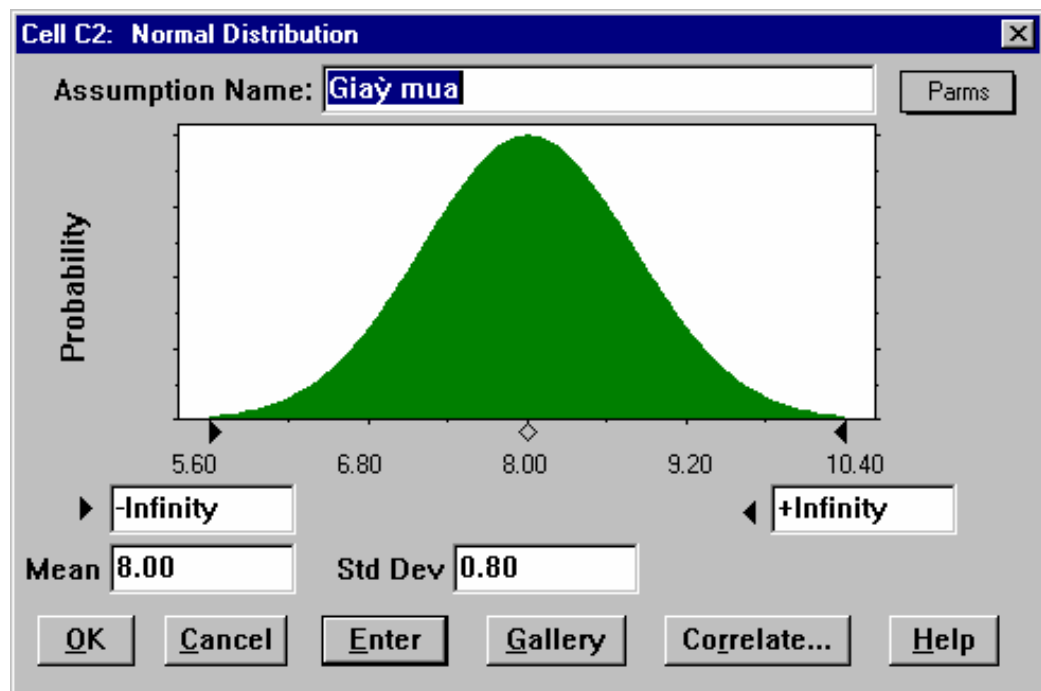 Cell C2: Normal Distribution
Assumption Name: Giaỳ mua
Parms
Probability
5.60 6.80 8.00 9.20 10.40
-Infinity +Infinity
Mean 8.00 Std Dev 0.80
OK Cancel Enter Gallery Correlate... Help